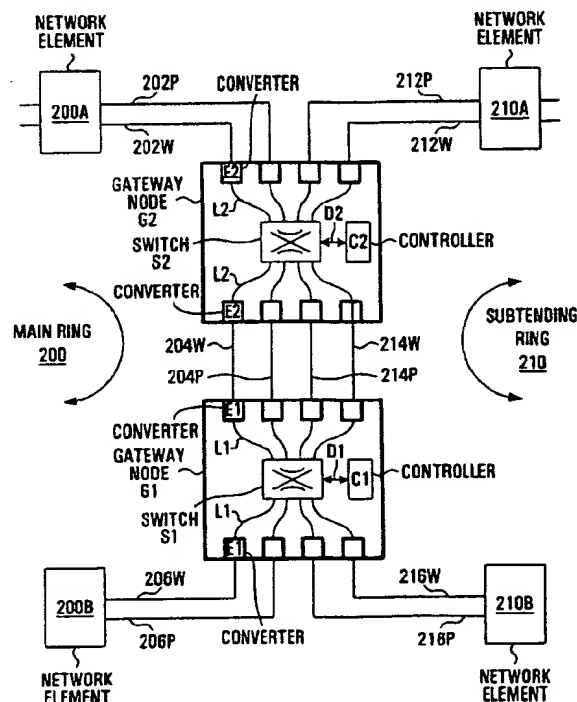 NETWORK
ELEMENT
200A
202P
202W
CONVERTER
212P
212W
NETWORK
ELEMENT
210A
E2
GATEWAY
NODE
G2
L2
SWITCH
S2
D2
C2
CONTROLLER
L2
CONVERTER
E2
MAIN RING
200
SUBTENDING
RING
210
204W
204P
214W
214P
CONVERTER
E1
GATEWAY
NODE
G1
L1
SWITCH
S1
D1
C1
CONTROLLER
L1
E1
CONVERTER
200B
206W
206P
NETWORK
ELEMENT
216W
216P
210B
NETWORK
ELEMENT